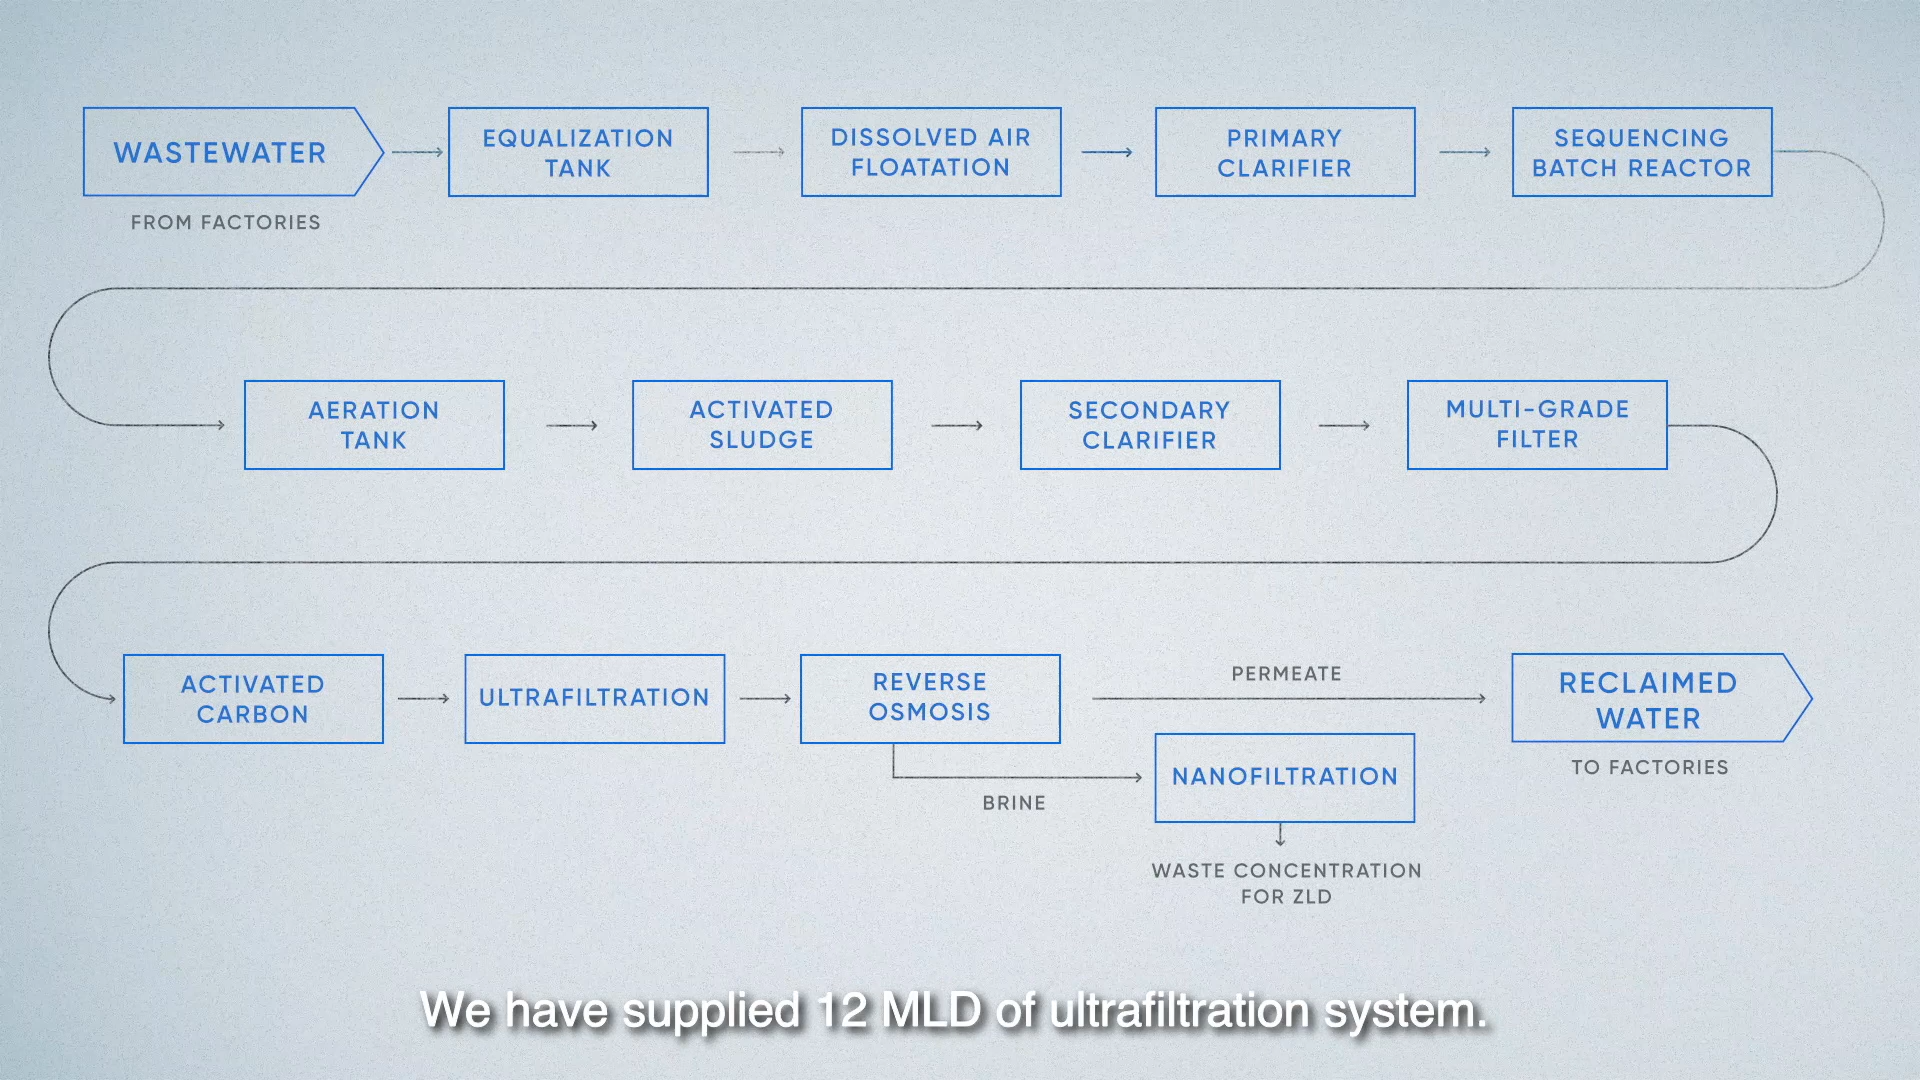 WASTEWATER
FROM FACTORIES
EQUALIZATION
TANK
DISSOLVED AIR
FLOATATION
PRIMARY
CLARIFIER
SEQUENCING
BATCH REACTOR
AERATION
TANK
ACTIVATED
SLUDGE
SECONDARY
CLARIFIER
MULTI-GRADE
FILTER
ACTIVATED
CARBON
ULTRAFILTRATION
REVERSE
OSMOSIS
PERMEATE
RECLAIMED
WATER
TO FACTORIES
BRINE
NANOFILTRATION
WASTE CONCENTRATION
FOR ZLD
We have supplied 12 MLD of ultrafiltration system.